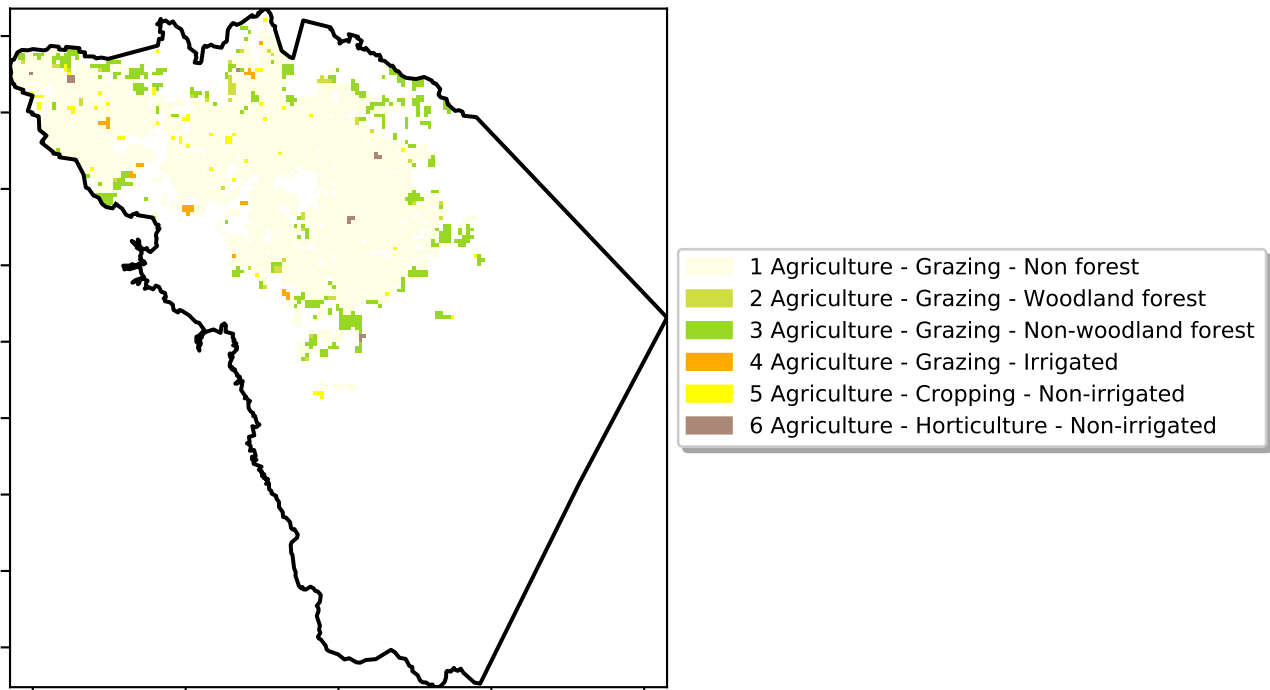 1 Agriculture - Grazing - Non forest
2 Agriculture - Grazing - Woodland forest
3 Agriculture - Grazing - Non-woodland forest
4 Agriculture - Grazing - Irrigated
5 Agriculture - Cropping - Non-irrigated
6 Agriculture - Horticulture - Non-irrigated